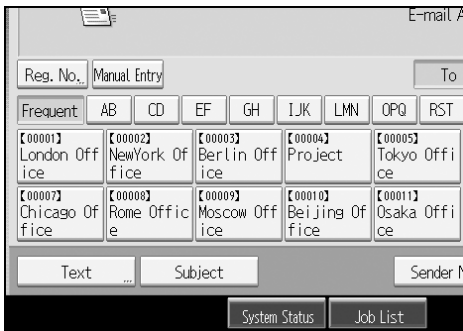 E-mail A
Reg. No. Manual Entry To
Frequent AB CD EF GH IJK LMN OPQ RST
【00001】 【00002】 【00003】 【00004】 【00005】
London Off NewYork Of Berlin Off Project Tokyo Offi
ice ffice ice ce
【00007】 【00008】 【00009】 【00010】 【00011】
Chicago Of Rome Offic Moscow Off Beijing Of Osaka Offi
fice e ice fice ce
Text Subject Sender N
System Status Job List